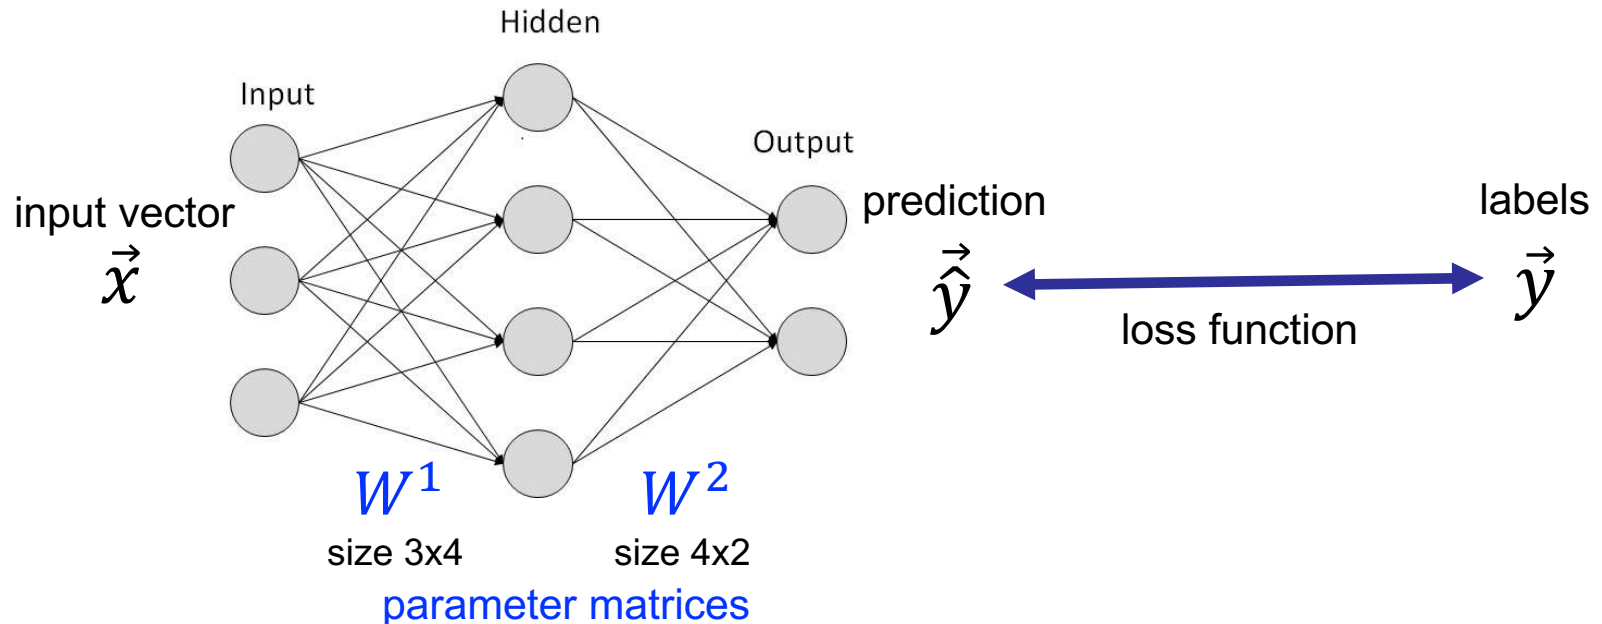 Hidden
Input
Output
input vector
x⃗
prediction
ŷ⃗
labels
y⃗
loss function
W¹
size 3x4
W²
size 4x2
parameter matrices